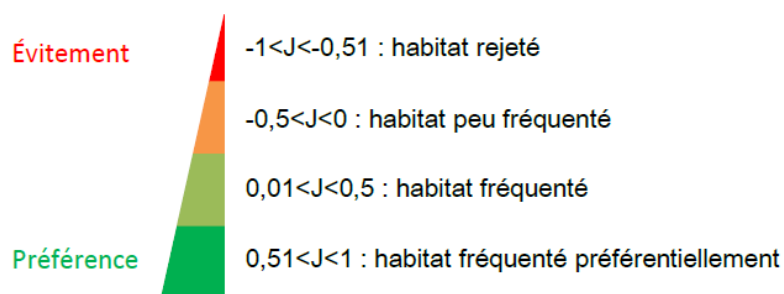 Évitement -1<J<-0,51 : habitat rejeté
-0,5<J<0 : habitat peu fréquenté
0,01<J<0,5 : habitat fréquenté
Préférence 0,51<J<1 : habitat fréquenté préférentiellement